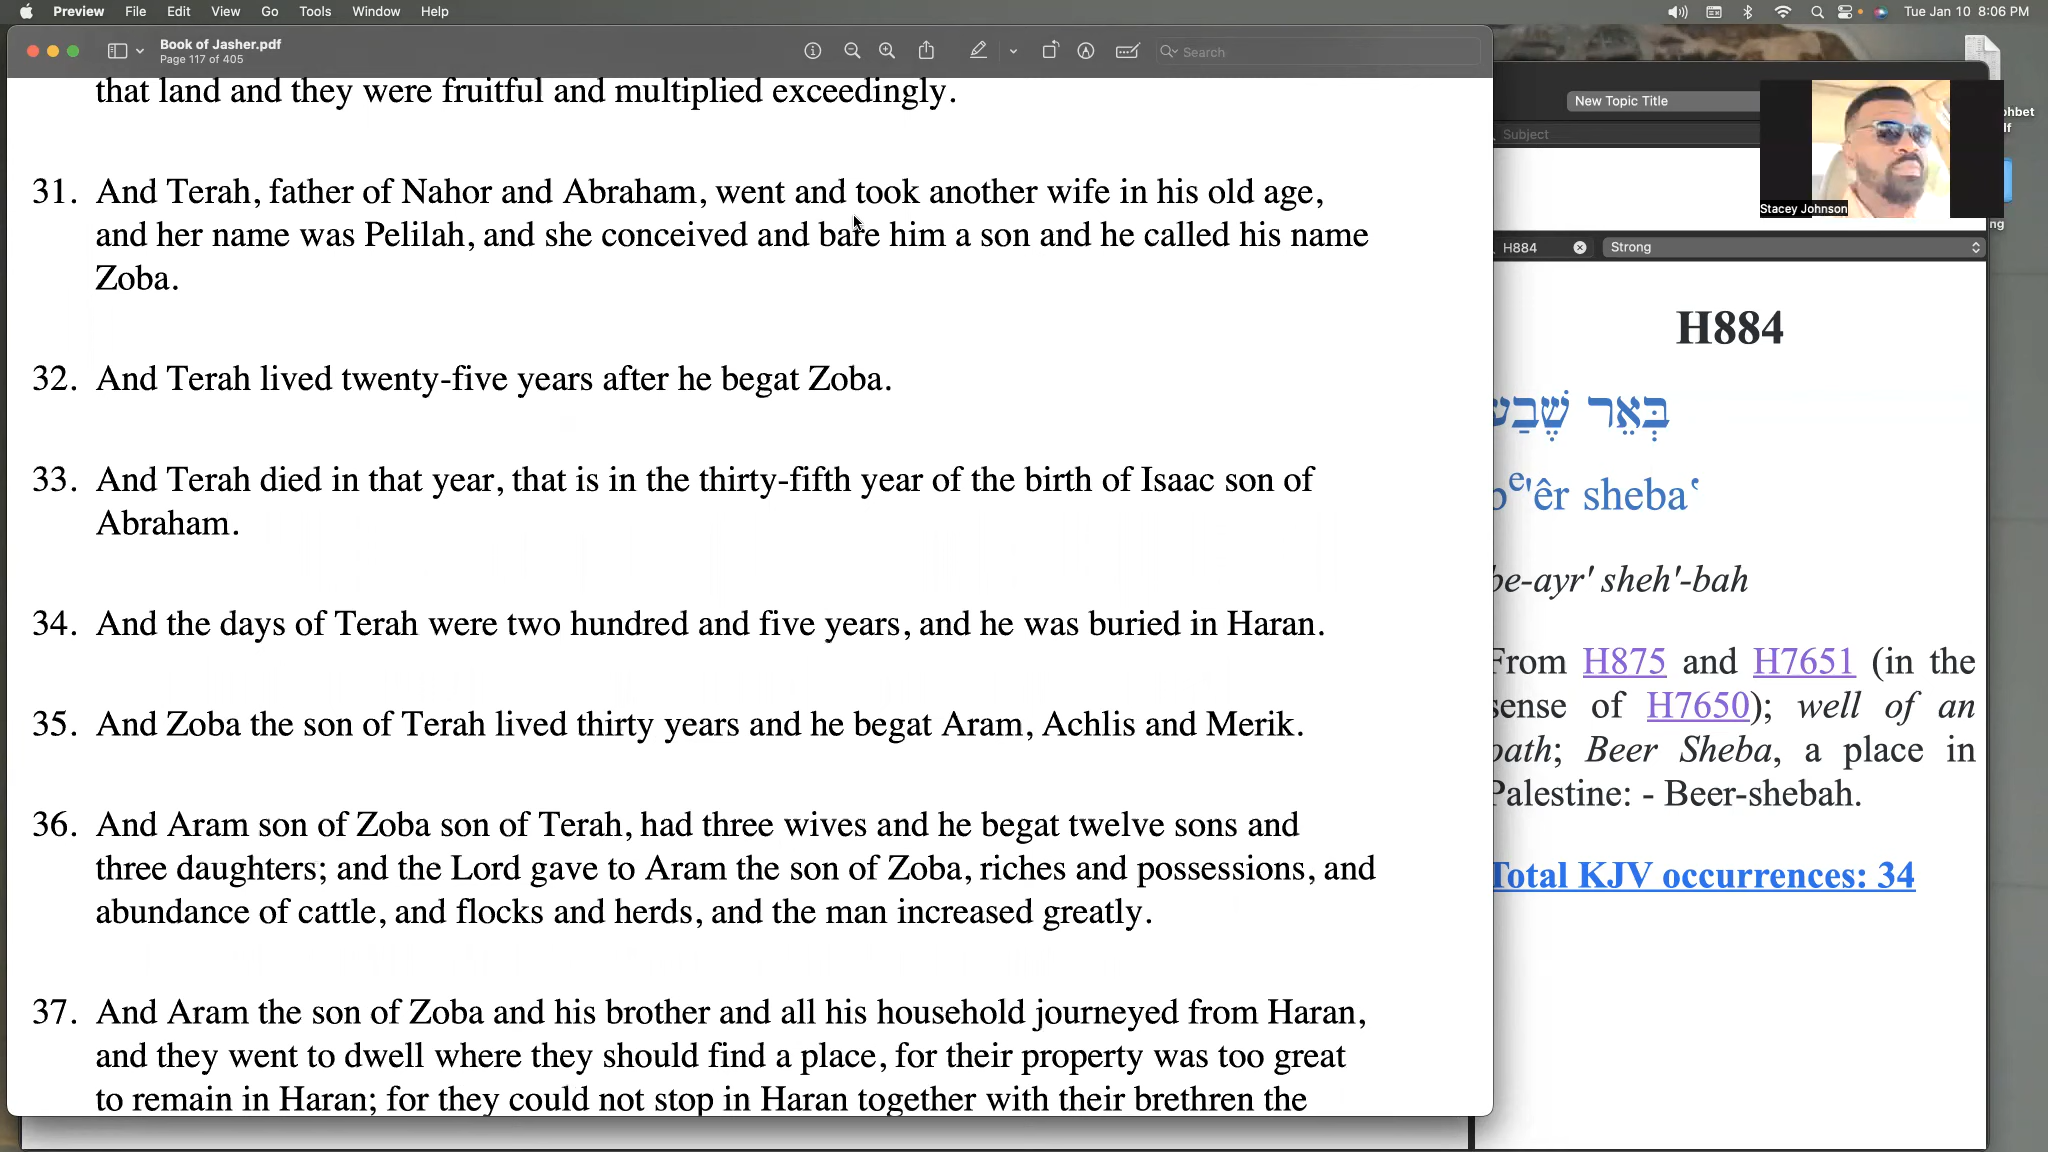 Preview File Edit View Go Tools Window Help
Tue Jan 10 8:06 PM
Book of Jasher.pdf
Page 117 of 405
Search
that land and they were fruitful and multiplied exceedingly.
31. And Terah, father of Nahor and Abraham, went and took another wife in his old age,
and her name was Pelilah, and she conceived and bare him a son and he called his name
Zoba.
32. And Terah lived twenty-five years after he begat Zoba.
33. And Terah died in that year, that is in the thirty-fifth year of the birth of Isaac son of
Abraham.
34. And the days of Terah were two hundred and five years, and he was buried in Haran.
35. And Zoba the son of Terah lived thirty years and he begat Aram, Achlis and Merik.
36. And Aram son of Zoba son of Terah, had three wives and he begat twelve sons and
three daughters; and the Lord gave to Aram the son of Zoba, riches and possessions, and
abundance of cattle, and flocks and herds, and the man increased greatly.
37. And Aram the son of Zoba and his brother and all his household journeyed from Haran,
and they went to dwell where they should find a place, for their property was too great
to remain in Haran; for they could not stop in Haran together with their brethren the
New Topic Title
Subject
Stacey Johnson
H884
Strong
H884
בְּאֵר שֶׁבַע
be'êr sheba‛
be-ayr' sheh'-bah
From H875 and H7651 (in the
sense of H7650); well of an
oath; Beer Sheba, a place in
Palestine: - Beer-shebah.
Total KJV occurrences: 34